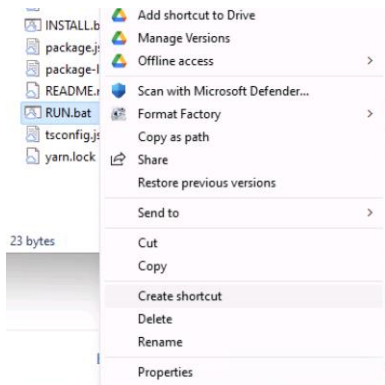 INSTALL.b
package.js
package-l
README.r
RUN.bat
tsconfig.js
yarn.lock
23 bytes
Add shortcut to Drive
Manage Versions
Offline access
Scan with Microsoft Defender...
Format Factory
Copy as path
Share
Restore previous versions
Send to
Cut
Copy
Create shortcut
Delete
Rename
Properties